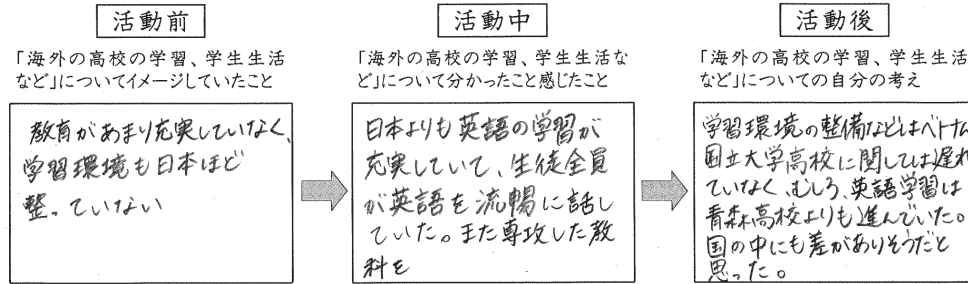 活動前
「海外の高校の学習、学生生活
など」についてイメージしていたこと
教育があまり充実していなく、
学習環境も日本ほど
整っていない
活動中
「海外の高校の学習、学生生活な
ど」について分かったこと感じたこと
日本よりも英語の学習が
充実していて、生徒全員
が英語を流暢に話し
ていた。また専攻した教
科を
活動後
「海外の高校の学習、学生生活
など」についての自分の考え
学習環境の整備などはベトナム
国立大学高校に関しては遅れ
ていなく、むしろ、英語学習は
青森高校よりも進んでいた。
国の中にも差がありそうだと
思った。